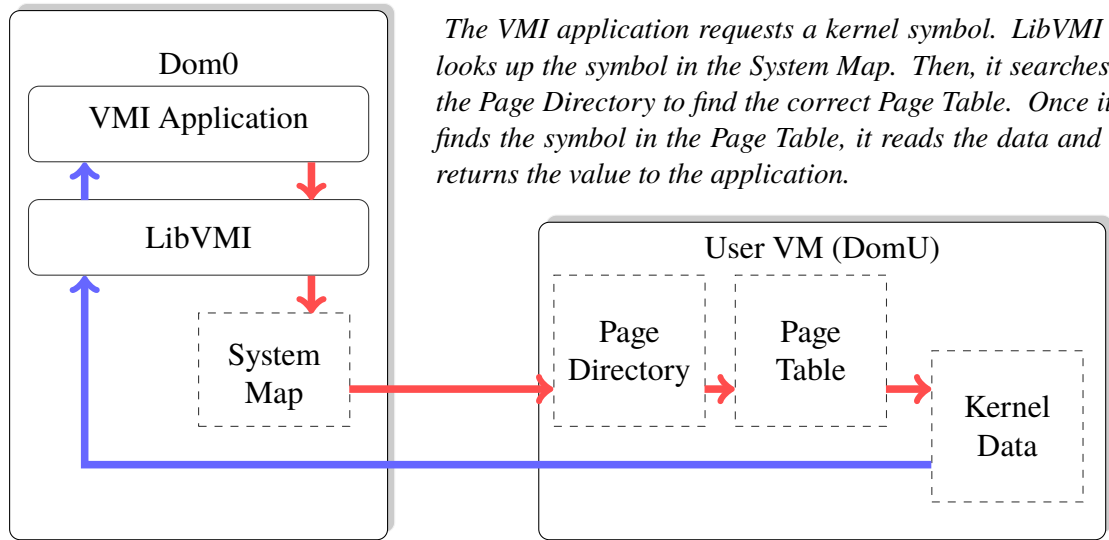 The VMI application requests a kernel symbol. LibVMI
looks up the symbol in the System Map. Then, it searches
the Page Directory to find the correct Page Table. Once it
finds the symbol in the Page Table, it reads the data and
returns the value to the application.
Dom0
VMI Application
LibVMI
System
Map
User VM (DomU)
Page
Directory
Page
Table
Kernel
Data